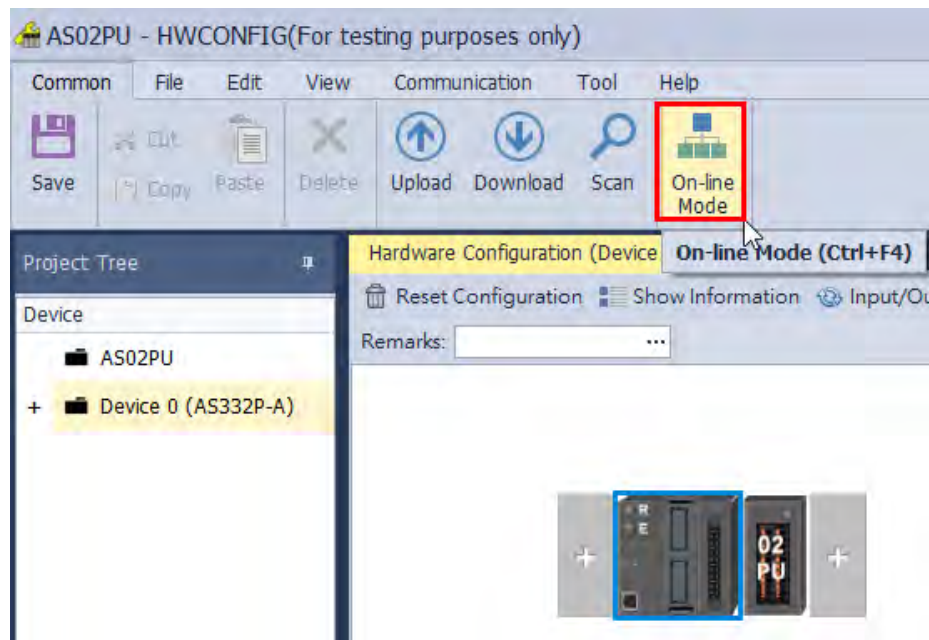 AS02PU - HWCONFIG(For testing purposes only)
Common File Edit View Communication Tool Help
Save Cut Copy Paste Delete Upload Download Scan On-line Mode
Project Tree
Hardware Configuration (Device
On-line Mode (Ctrl+F4)
Device
Reset Configuration Show Information Input/Ou
Remarks: ...
AS02PU
+ Device 0 (AS332P-A)
R
E
02
PU
+ +